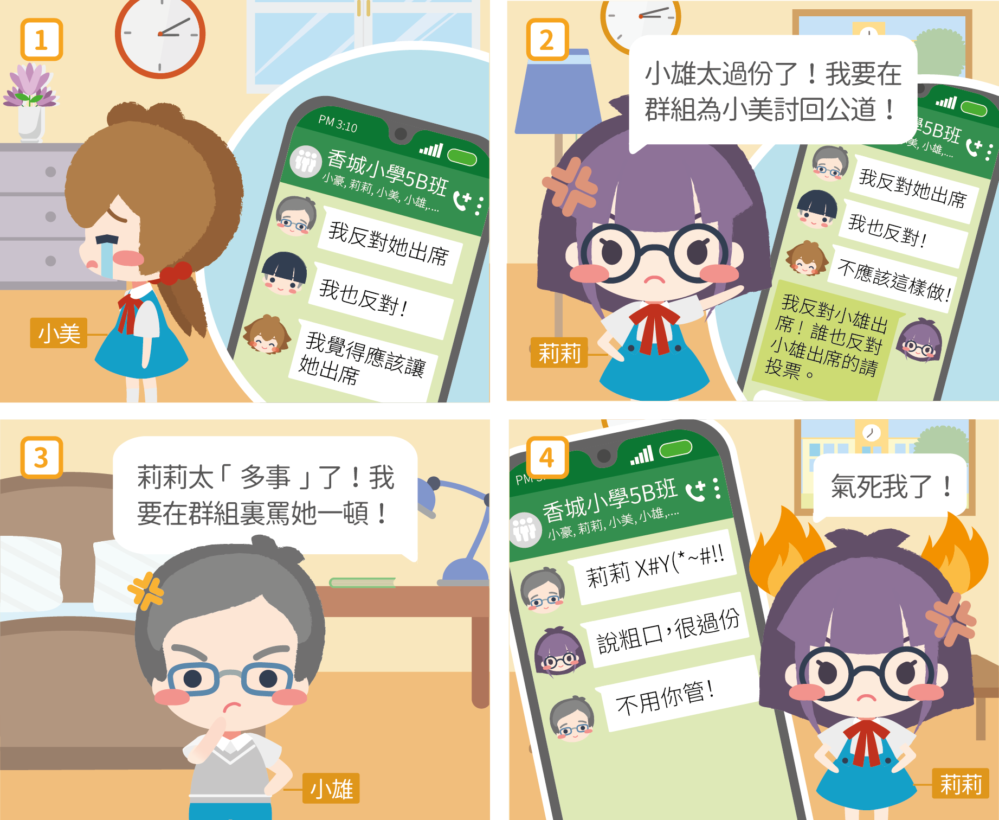 1
PM 3:10
香城小學5B班
小豪, 莉莉, 小美, 小雄,....
我反對她出席
我也反對!
我覺得應該讓
她出席
小美
2
小雄太過份了！我要在
群組為小美討回公道！
5B班
美, 小雄,....
我反對她出席
我也反對!
不應該這樣做!
我反對小雄出
席！誰也反對
小雄出席的請
投票。
莉莉
3
莉莉太「多事」了！我
要在群組裏罵她一頓！
小雄
4
PM 3:
香城小學5B班
小豪, 莉莉, 小美, 小雄,....
氣死我了！
莉莉 X#Y(*~#!!
說粗口，很過份
不用你管!
莉莉